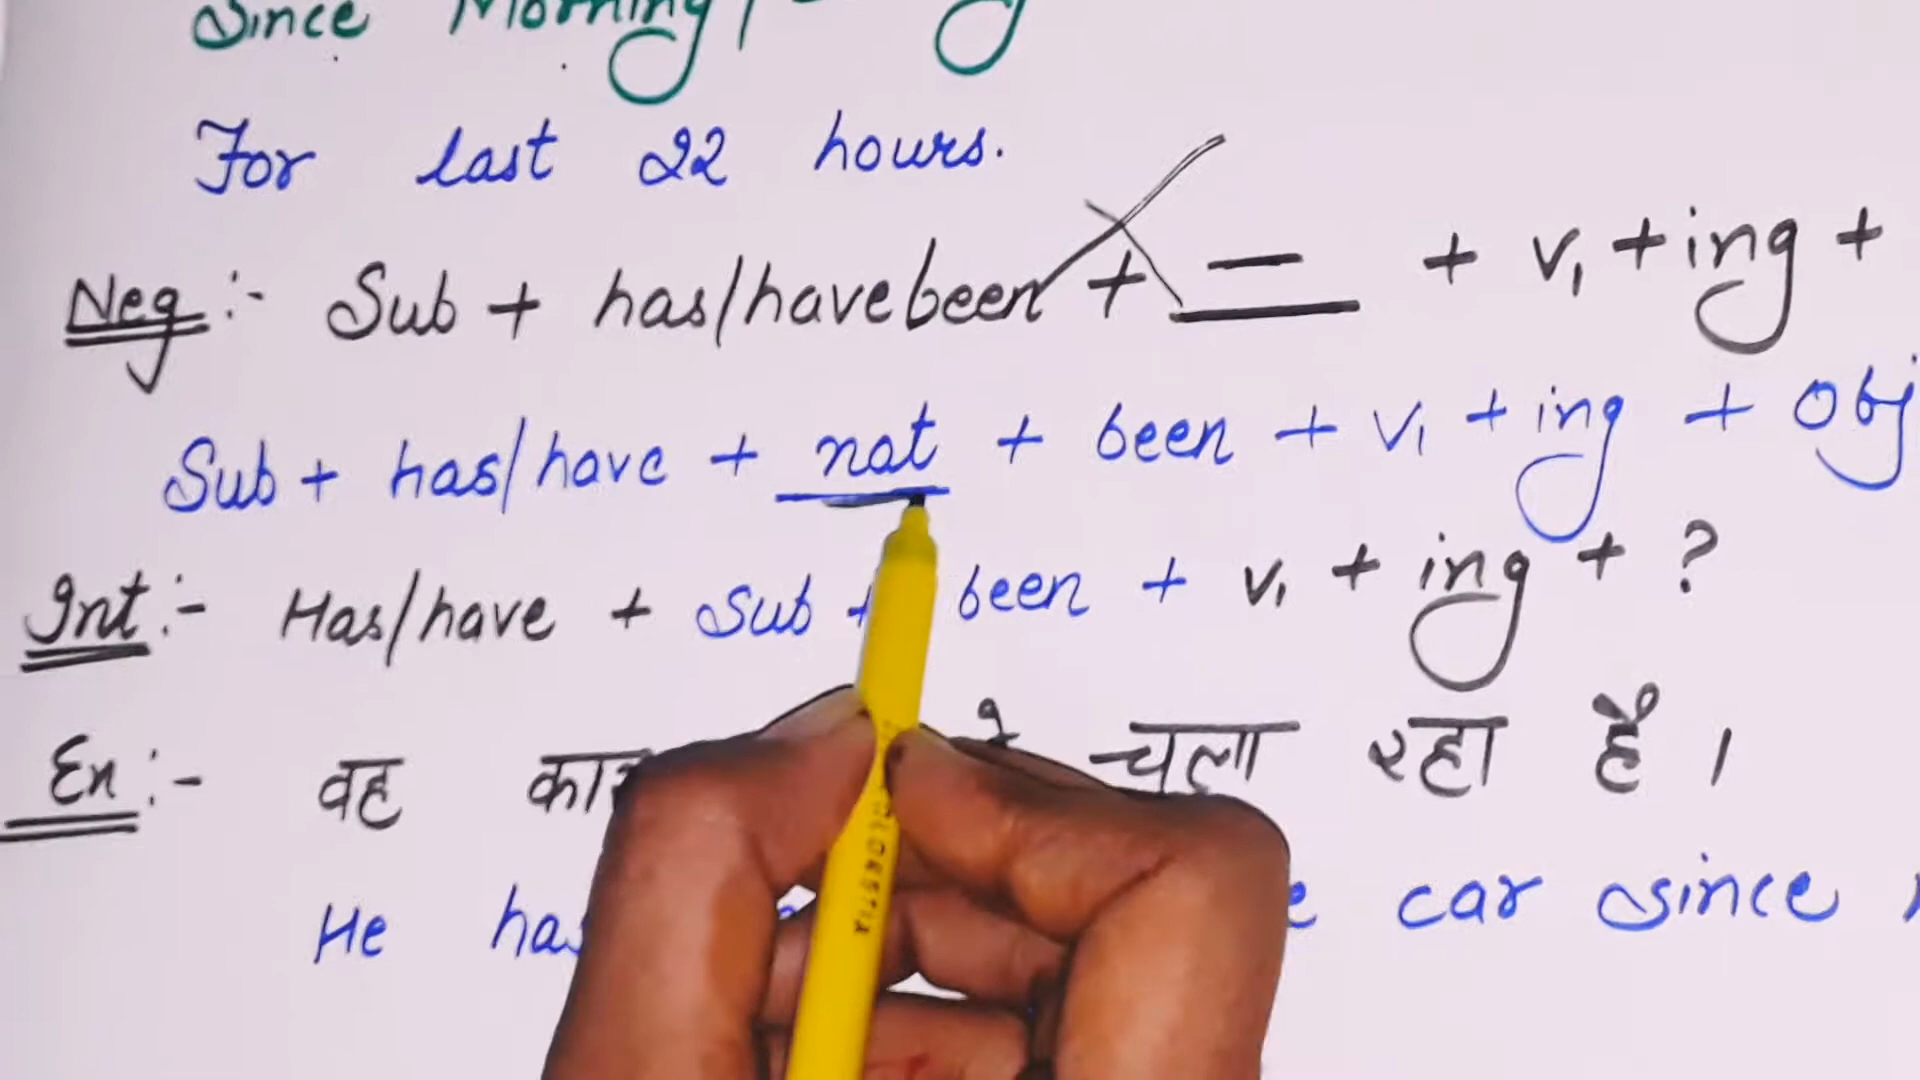 Since Morning /
For last 22 hours.
Neg :- Sub + has/have been + — + V1 + ing +
Sub + has/have + not + been + V1 + ing + Obj
Int :- Has/have + Sub + been + V1 + ing + ?
En :- वह चला रहा है ।
He car since